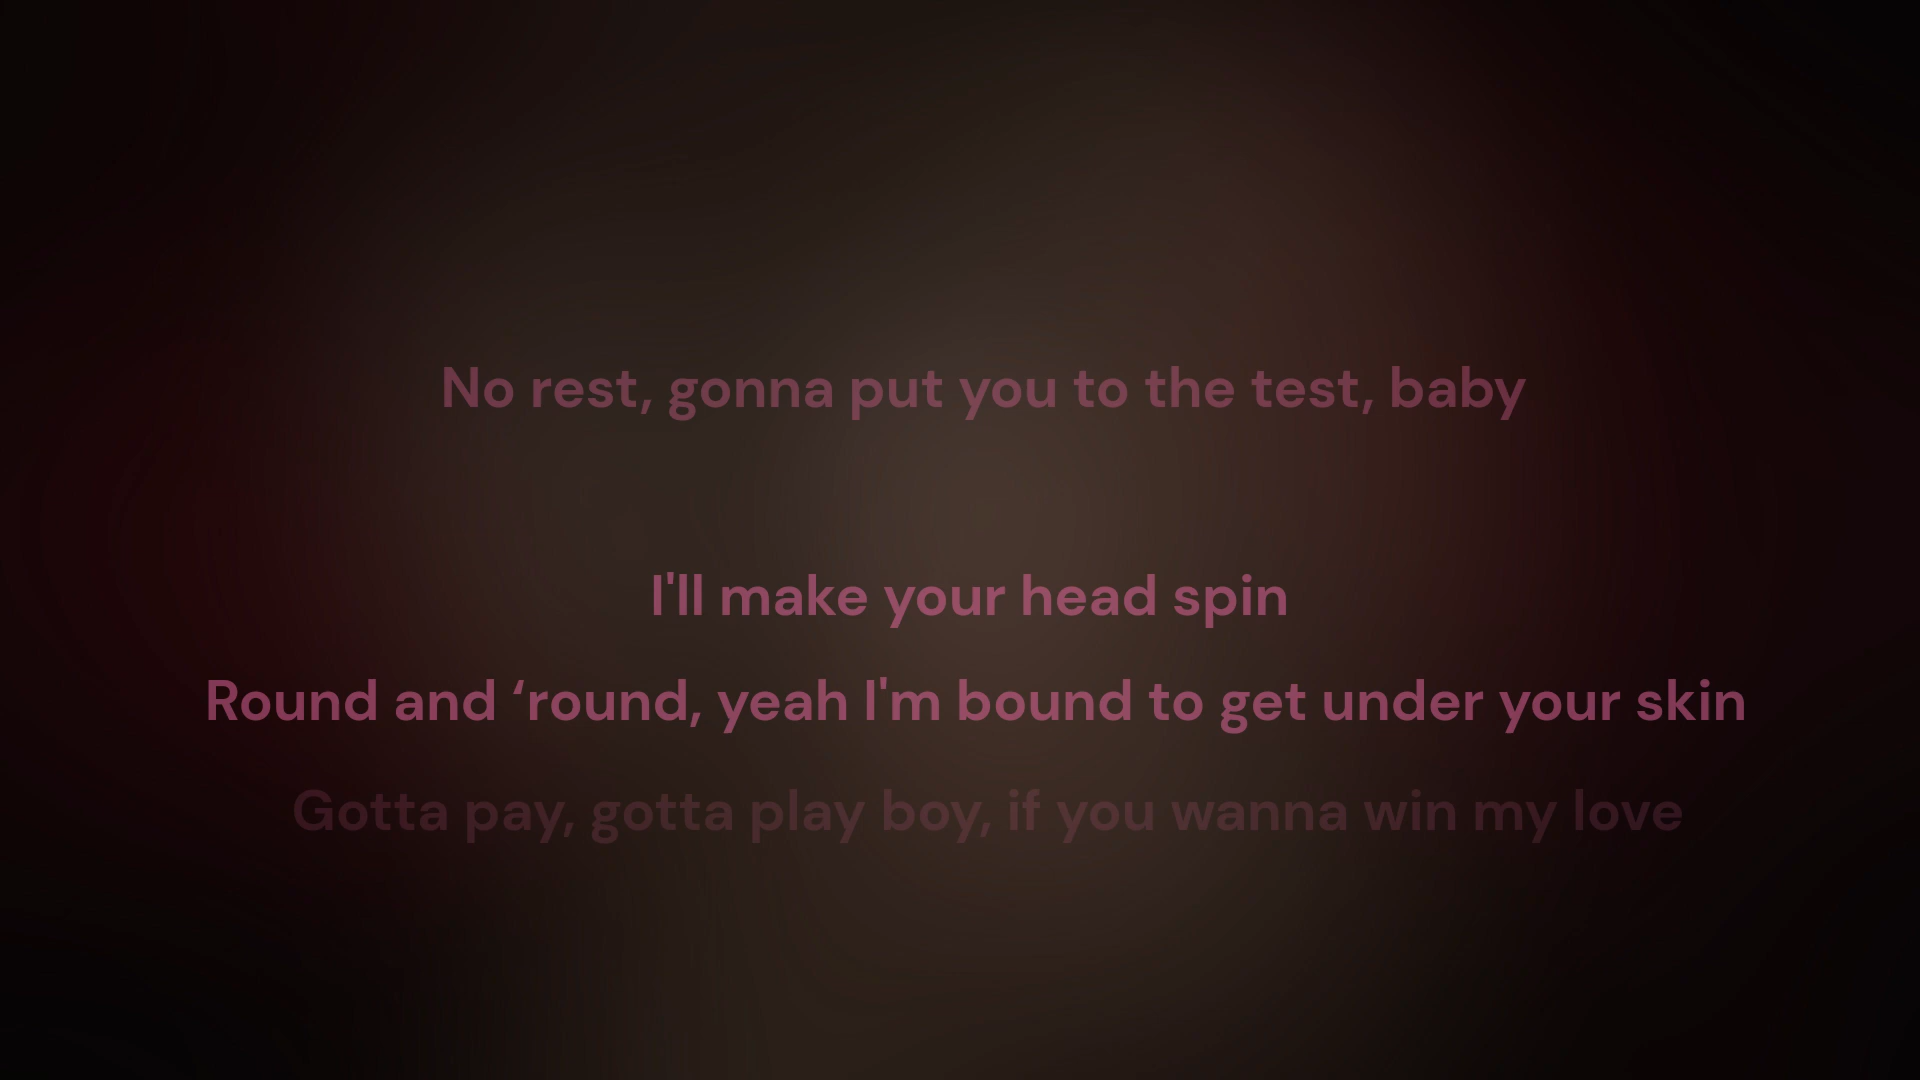 No rest, gonna put you to the test, baby
I'll make your head spin
Round and ‘round, yeah I'm bound to get under your skin
Gotta pay, gotta play boy, if you wanna win my love